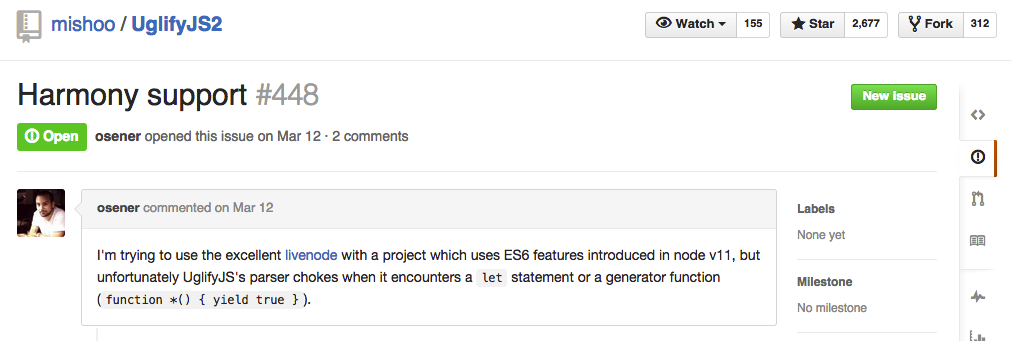 mishoo / UglifyJS2
Watch 155 Star 2,677 Fork 312
Harmony support #448
New Issue
Open osener opened this issue on Mar 12 · 2 comments
osener commented on Mar 12
I'm trying to use the excellent livenode with a project which uses ES6 features introduced in node v11, but
unfortunately UglifyJS's parser chokes when it encounters a let statement or a generator function
(function *() { yield true }).
Labels
None yet
Milestone
No milestone